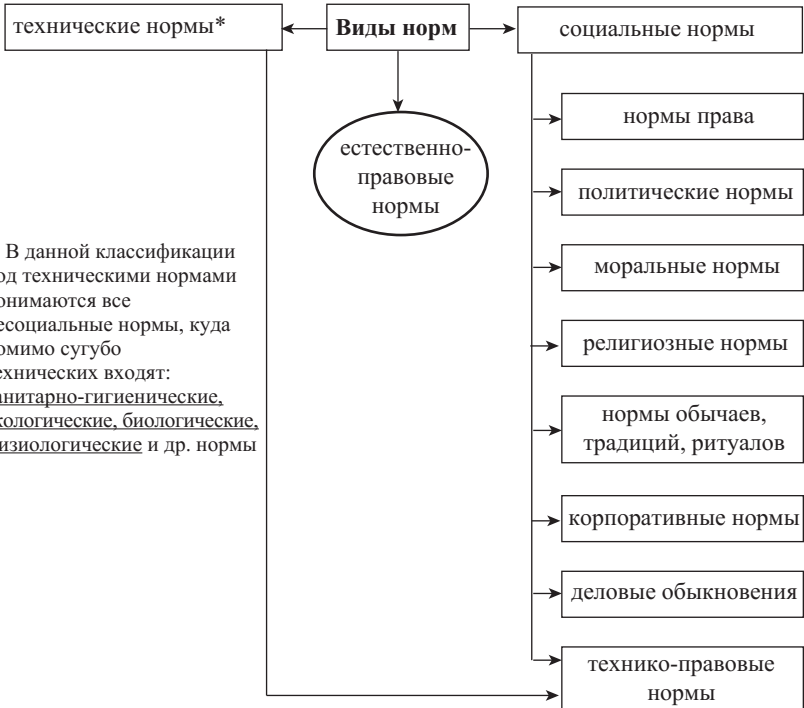 технические нормы*
Виды норм
социальные нормы
естественно-
правовые
нормы
нормы права
политические нормы
моральные нормы
религиозные нормы
нормы обычаев,
традиций, ритуалов
корпоративные нормы
деловые обыкновения
технико-правовые
нормы
В данной классификации
од техническими нормами
онимаются все
есоциальные нормы, куда
омимо сугубо
ехнических входят:
анитарно-гигиенические,
кологические, биологические,
изиологические и др. нормы